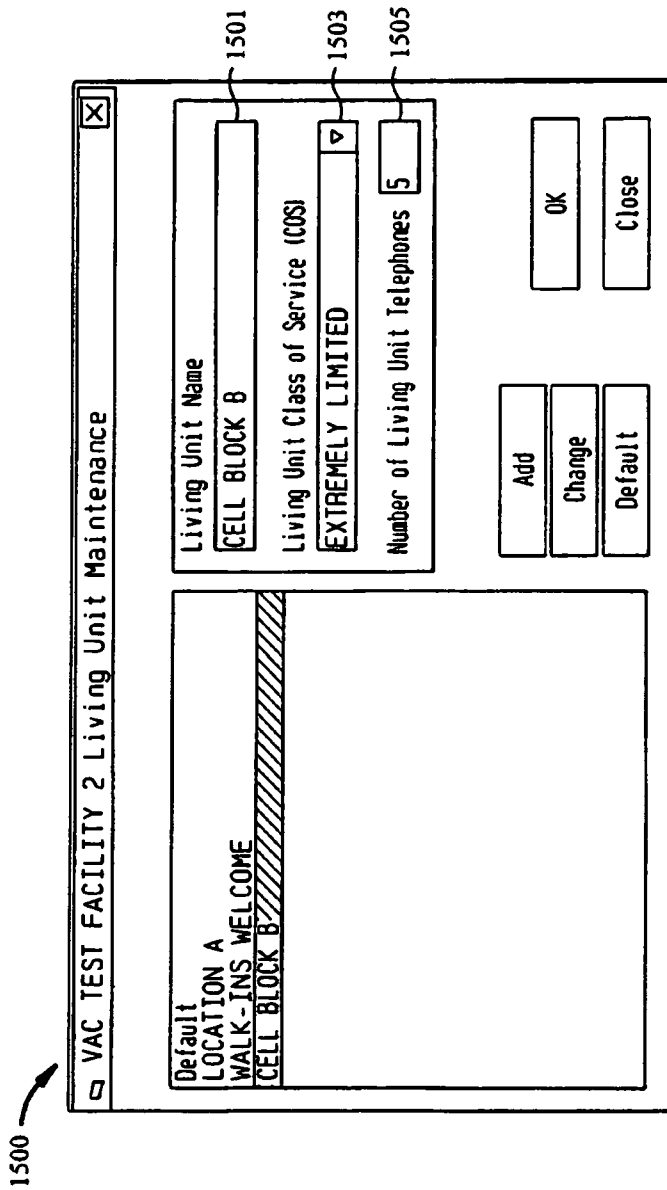 1500
VAC TEST FACILITY 2 Living Unit Maintenance
X
Default
LOCATION A
WALK-INS WELCOME
CELL BLOCK B
Living Unit Name
CELL BLOCK B
1501
Living Unit Class of Service (COS)
EXTREMELY LIMITED
1503
Number of Living Unit Telephones 5
1505
Add
Change
Default
OK
Close